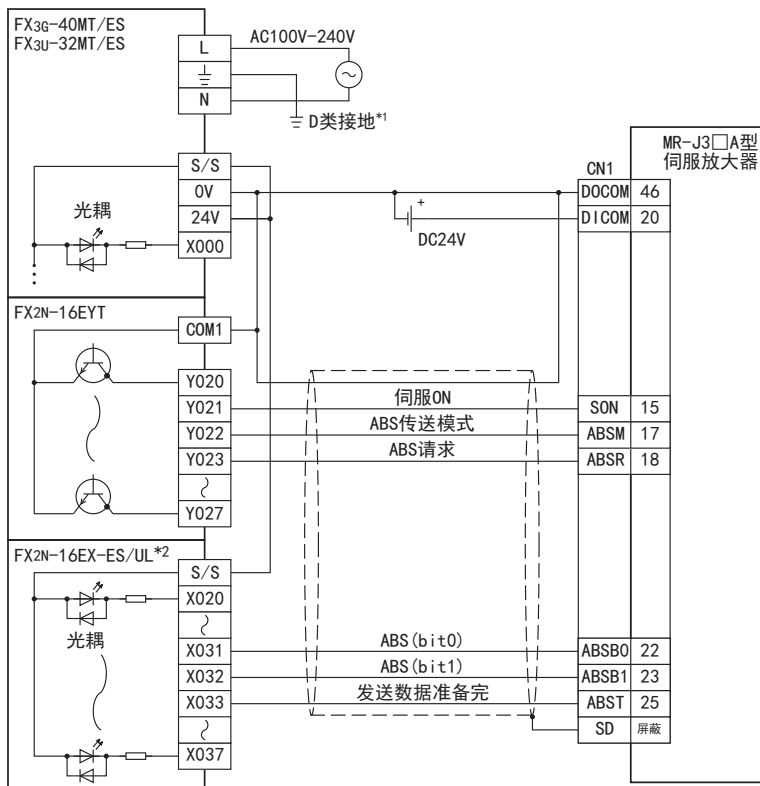 FX3G-40MT/ES
FX3U-32MT/ES
L
N
AC100V-240V
D类接地*1
S/S
0V
24V
X000
光耦
DC24V
+
CN1
MR-J3□A型
伺服放大器
DOCOM 46
DICOM 20
FX2N-16EYT
COM1
Y020
Y021
Y022
Y023
Y027
伺服ON
ABS传送模式
ABS请求
SON 15
ABSM 17
ABSR 18
FX2N-16EX-ES/UL*2
S/S
X020
X031
X032
X033
X037
光耦
ABS(bit0)
ABS(bit1)
发送数据准备完
ABSB0 22
ABSB1 23
ABST 25
SD 屏蔽